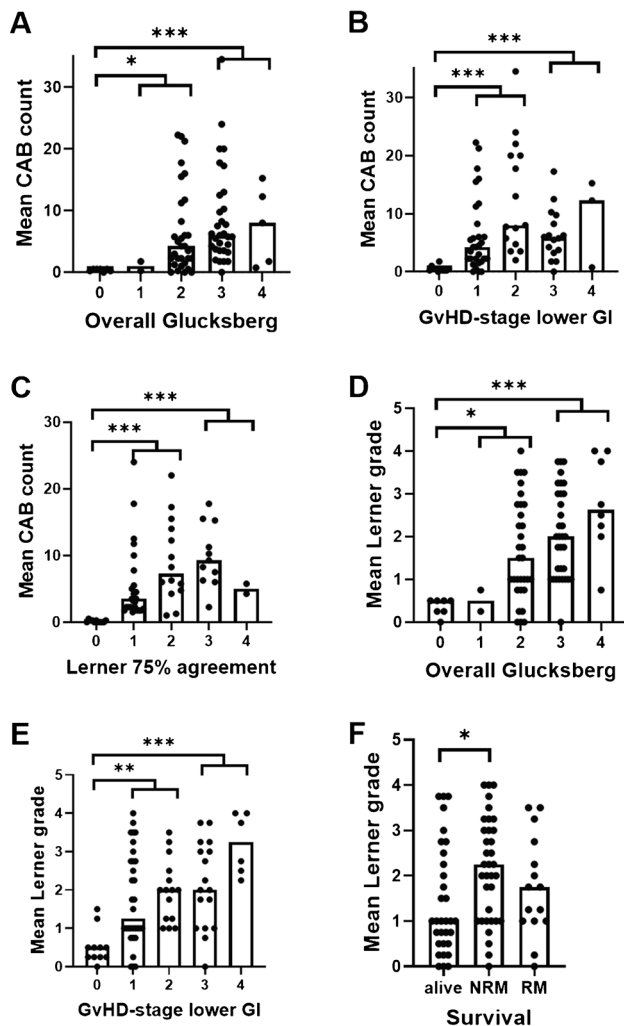 A
***
*
Mean CAB count
30
20
10
0
0 1 2 3 4
Overall Glucksberg
B
***
***
Mean CAB count
30
20
10
0
0 1 2 3 4
GvHD-stage lower GI
C
***
***
Mean CAB count
30
20
10
0
0 1 2 3 4
Lerner 75% agreement
D
***
*
Mean Lerner grade
5
4
3
2
1
0
0 1 2 3 4
Overall Glucksberg
E
***
**
Mean Lerner grade
5
4
3
2
1
0
0 1 2 3 4
GvHD-stage lower GI
F
*
Mean Lerner grade
5
4
3
2
1
0
alive NRM RM
Survival